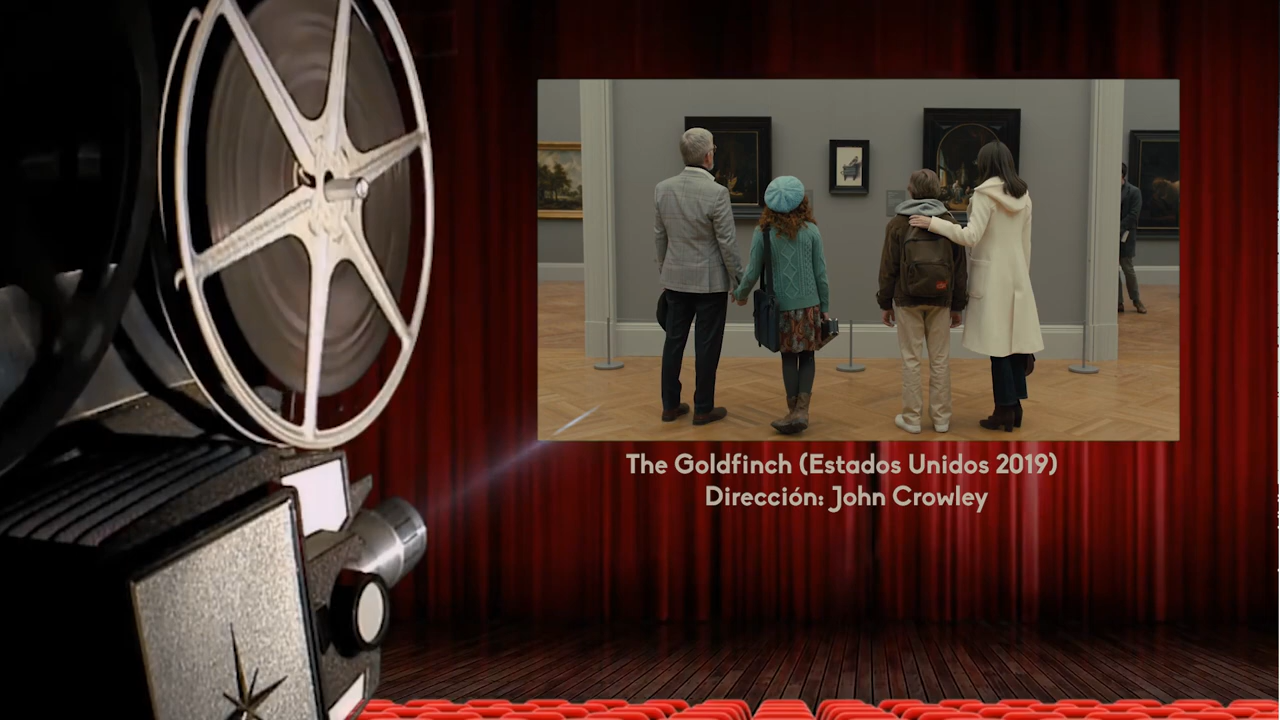 The Goldfinch (Estados Unidos 2019)
Dirección: John Crowley